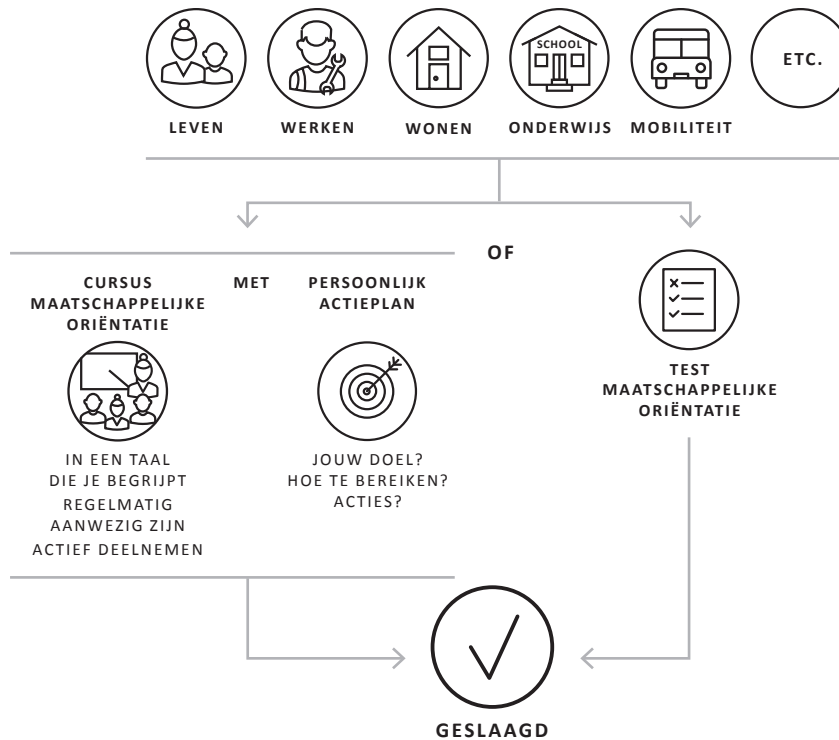 SCHOOL
ETC.
LEVEN
WERKEN
WONEN
ONDERWIJS
MOBILITEIT
OF
CURSUS
MAATSCHAPPELIJKE
ORIËNTATIE
MET
PERSOONLIJK
ACTIEPLAN
IN EEN TAAL
DIE JE BEGRIJPT
REGELMATIG
AANWEZIG ZIJN
ACTIEF DEELNEMEN
JOUW DOEL?
HOE TE BEREIKEN?
ACTIES?
TEST
MAATSCHAPPELIJKE
ORIËNTATIE
GESLAAGD